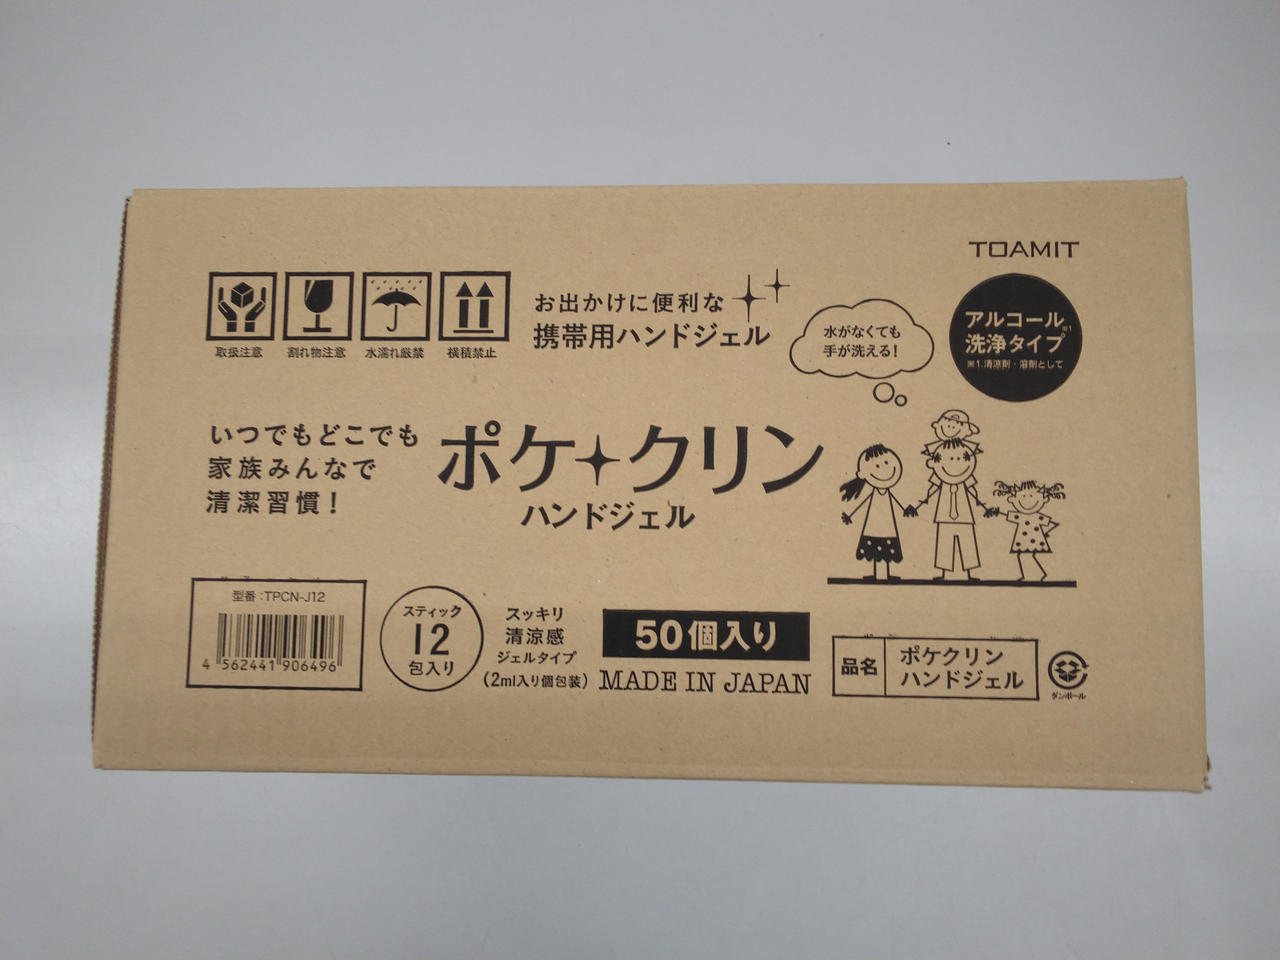 TOAMIT
取扱注意
割れ物注意
水濡れ厳禁
横積禁止
お出かけに便利な
携帯用ハンドジェル
水がなくても
手が洗える!
アルコール※1
洗浄タイプ
※1.清涼剤・溶剤として
いつでもどこでも
家族みんなで
清潔習慣!
ポケ クリン
ハンドジェル
型番:TPCN-J12
4 562441 906496
スティック
12
包入り
スッキリ
清涼感
ジェルタイプ
(2ml入り個包装)
50個入り
MADE IN JAPAN
品名
ポケクリン
ハンドジェル
ダンボール